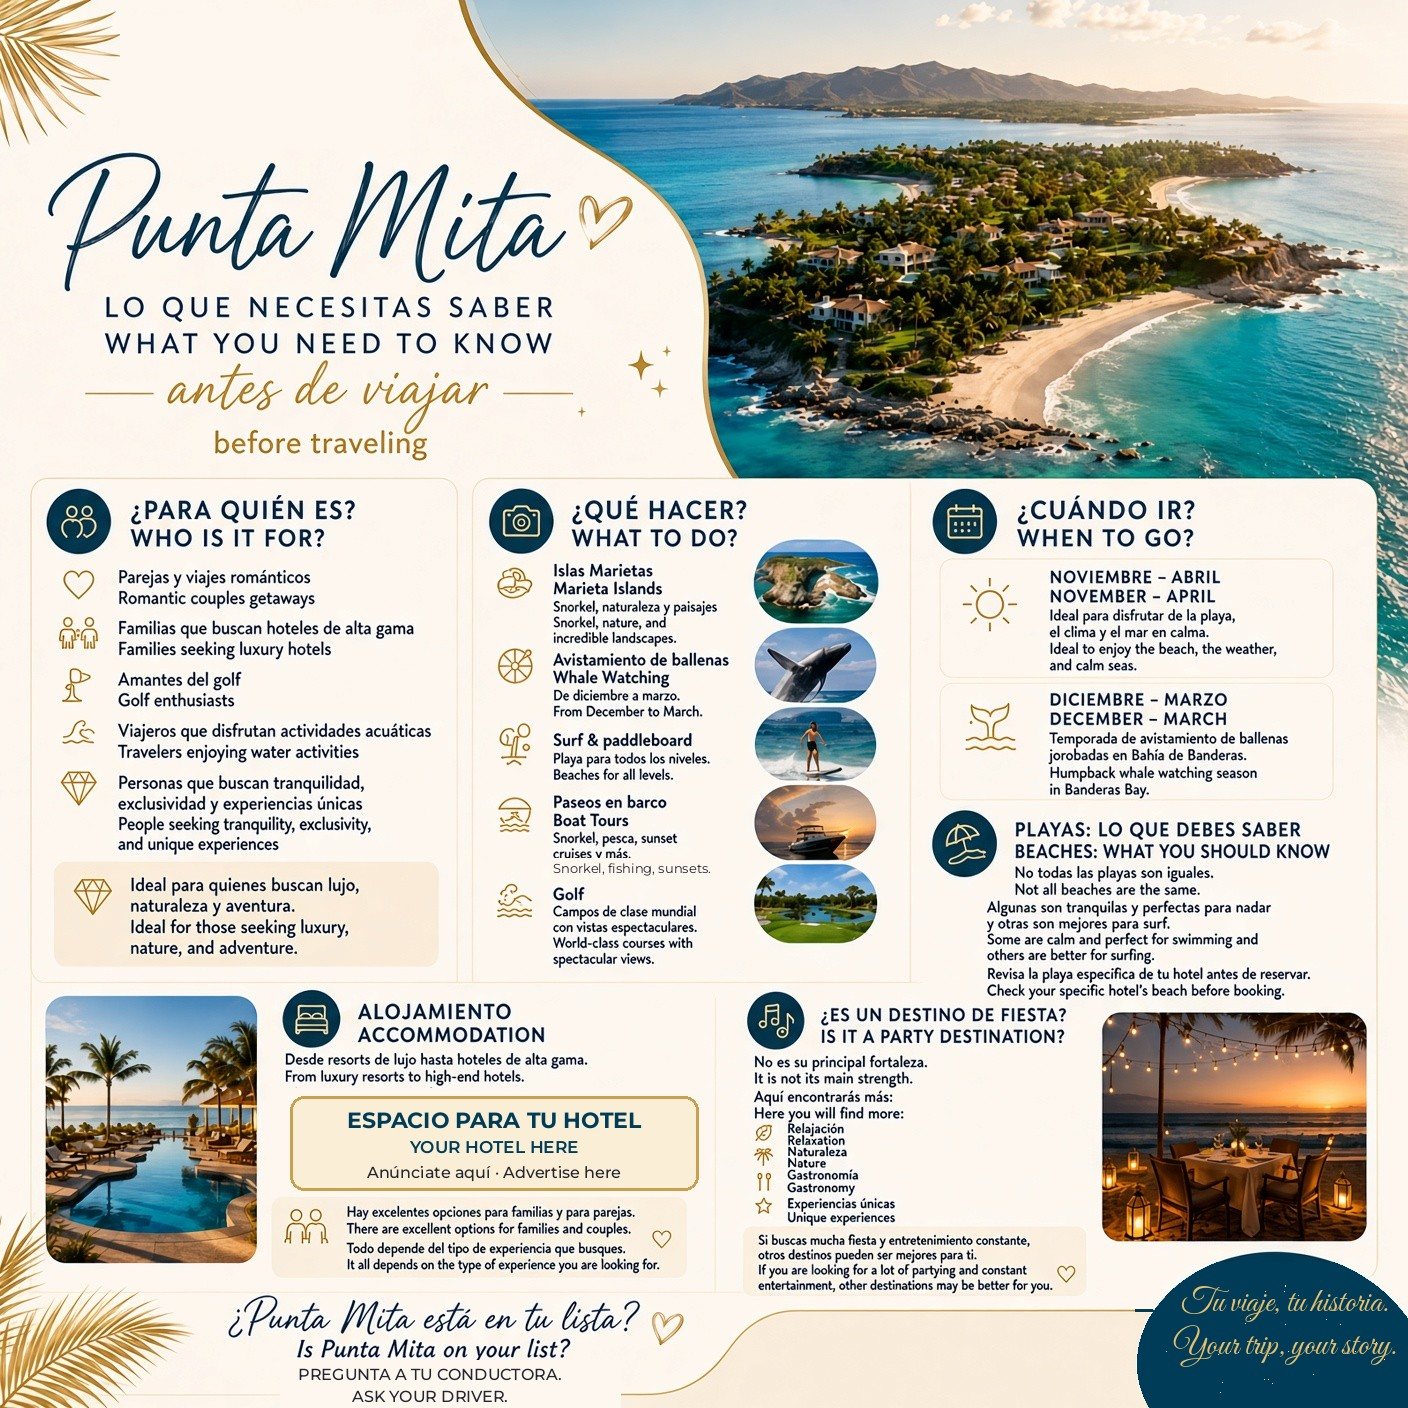 Punta Mita
LO QUE NECESITAS SABER
WHAT YOU NEED TO KNOW
antes de viajar
before traveling
¿PARA QUIÉN ES?
WHO IS IT FOR?
Parejas y viajes románticos
Romantic couples getaways
Familias que buscan hoteles de alta gama
Families seeking luxury hotels
Amantes del golf
Golf enthusiasts
Viajeros que disfrutan actividades acuáticas
Travelers enjoying water activities
Personas que buscan tranquilidad,
exclusividad y experiencias únicas
People seeking tranquility, exclusivity,
and unique experiences
Ideal para quienes buscan lujo,
naturaleza y aventura.
Ideal for those seeking luxury,
nature, and adventure.
¿QUÉ HACER?
WHAT TO DO?
Islas Marietas
Marieta Islands
Snorkel, naturaleza y paisajes
Snorkel, nature, and
incredible landscapes.
Avistamiento de ballenas
Whale Watching
De diciembre a marzo.
From December to March.
Surf & paddleboard
Playa para todos los niveles.
Beaches for all levels.
Paseos en barco
Boat Tours
Snorkel, pesca, sunset
cruises y más.
Snorkel, fishing, sunsets.
Golf
Campos de clase mundial
con vistas espectaculares.
World-class courses with
spectacular views.
¿CUÁNDO IR?
WHEN TO GO?
NOVIEMBRE – ABRIL
NOVEMBER – APRIL
Ideal para disfrutar de la playa,
el clima y el mar en calma.
Ideal to enjoy the beach, the weather,
and calm seas.
DICIEMBRE – MARZO
DECEMBER – MARCH
Temporada de avistamiento de ballenas
jorobadas en Bahía de Banderas.
Humpback whale watching season
in Banderas Bay.
PLAYAS: LO QUE DEBES SABER
BEACHES: WHAT YOU SHOULD KNOW
No todas las playas son iguales.
Not all beaches are the same.
Algunas son tranquilas y perfectas para nadar
y otras son mejores para surf.
Some are calm and perfect for swimming and
others are better for surfing.
Revisa la playa específica de tu hotel antes de reservar.
Check your specific hotel's beach before booking.
ALOJAMIENTO
ACCOMMODATION
Desde resorts de lujo hasta hoteles de alta gama.
From luxury resorts to high-end hotels.
ESPACIO PARA TU HOTEL
YOUR HOTEL HERE
Anúnciate aquí · Advertise here
Hay excelentes opciones para familias y para parejas.
There are excellent options for families and couples.
Todo depende del tipo de experiencia que busques.
It all depends on the type of experience you are looking for.
¿ES UN DESTINO DE FIESTA?
IS IT A PARTY DESTINATION?
No es su principal fortaleza.
It is not its main strength.
Aquí encontrarás más:
Here you will find more:
Relajación
Relaxation
Naturaleza
Nature
Gastronomía
Gastronomy
Experiencias únicas
Unique experiences
Si buscas mucha fiesta y entretenimiento constante,
otros destinos pueden ser mejores para ti.
If you are looking for a lot of partying and constant
entertainment, other destinations may be better for you.
¿Punta Mita está en tu lista?
Is Punta Mita on your list?
PREGUNTA A TU CONDUCTORA.
ASK YOUR DRIVER.
Tu viaje, tu historia.
Your trip, your story.